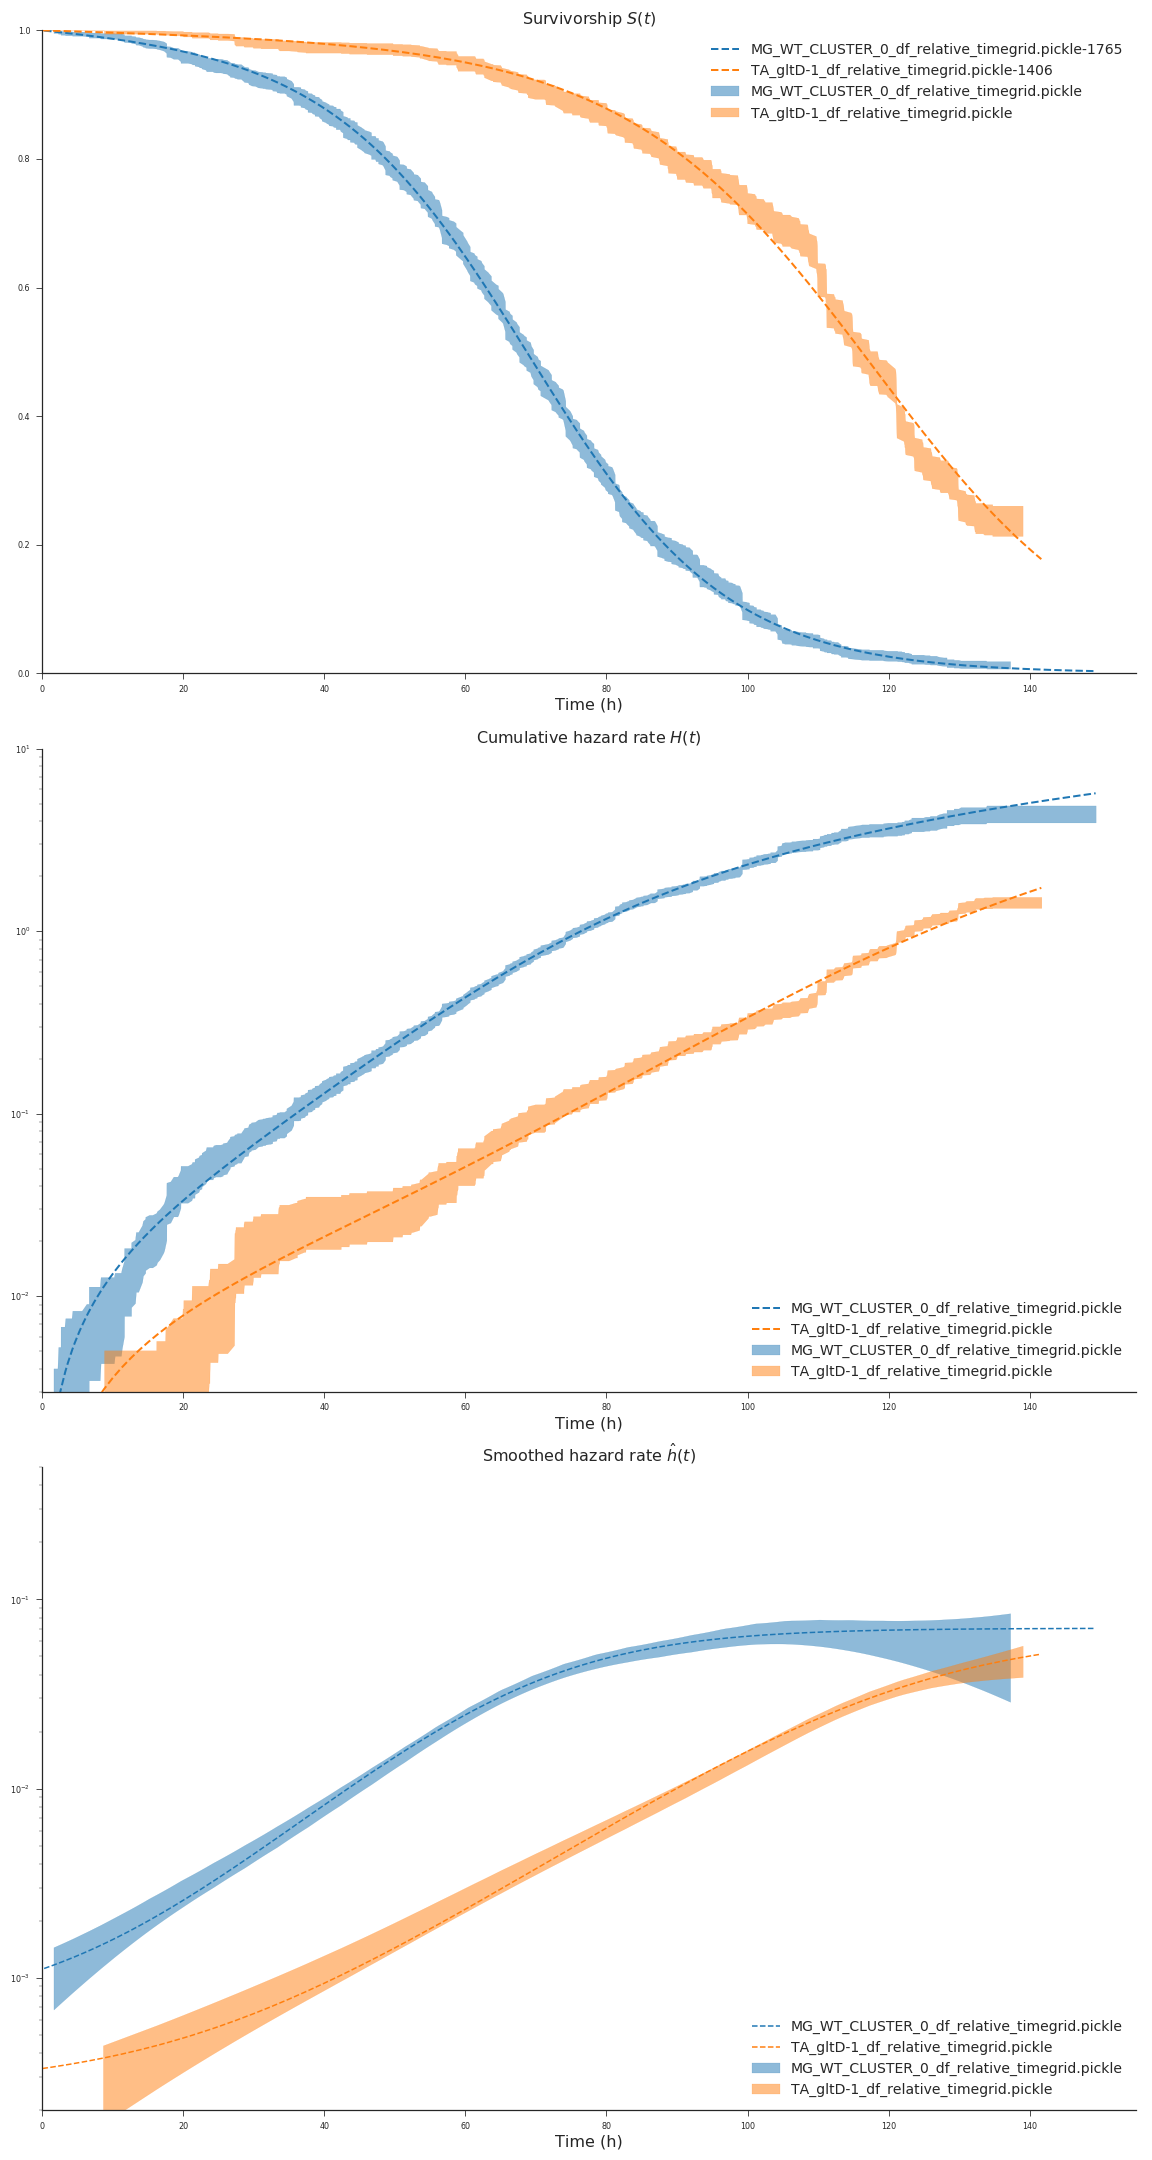 Survivorship S(t)
1.0
0.8
0.6
0.4
0.2
0.0
MG_WT_CLUSTER_0_df_relative_timegrid.pickle-1765
TA_gltD-1_df_relative_timegrid.pickle-1406
MG_WT_CLUSTER_0_df_relative_timegrid.pickle
TA_gltD-1_df_relative_timegrid.pickle
0 20 40 60 80 100 120 140
Time (h)
Cumulative hazard rate H(t)
10¹
10⁰
10⁻¹
10⁻²
MG_WT_CLUSTER_0_df_relative_timegrid.pickle
TA_gltD-1_df_relative_timegrid.pickle
MG_WT_CLUSTER_0_df_relative_timegrid.pickle
TA_gltD-1_df_relative_timegrid.pickle
0 20 40 60 80 100 120 140
Time (h)
Smoothed hazard rate ĥ(t)
10⁻¹
10⁻²
10⁻³
MG_WT_CLUSTER_0_df_relative_timegrid.pickle
TA_gltD-1_df_relative_timegrid.pickle
MG_WT_CLUSTER_0_df_relative_timegrid.pickle
TA_gltD-1_df_relative_timegrid.pickle
0 20 40 60 80 100 120 140
Time (h)